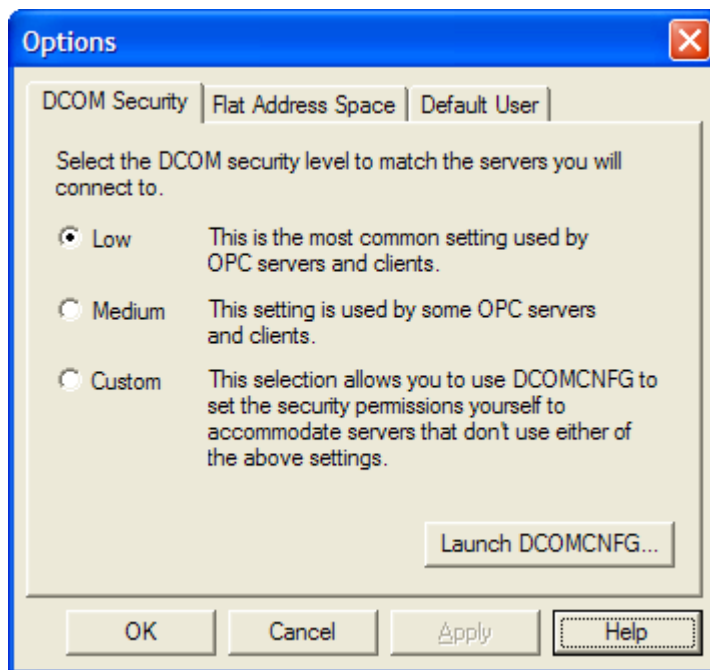 Options
DCOM Security
Flat Address Space
Default User
Select the DCOM security level to match the servers you will
connect to.
Low
This is the most common setting used by
OPC servers and clients.
Medium
This setting is used by some OPC servers
and clients.
Custom
This selection allows you to use DCOMCNFG to
set the security permissions yourself to
accommodate servers that don't use either of
the above settings.
Launch DCOMCNFG...
OK
Cancel
Apply
Help